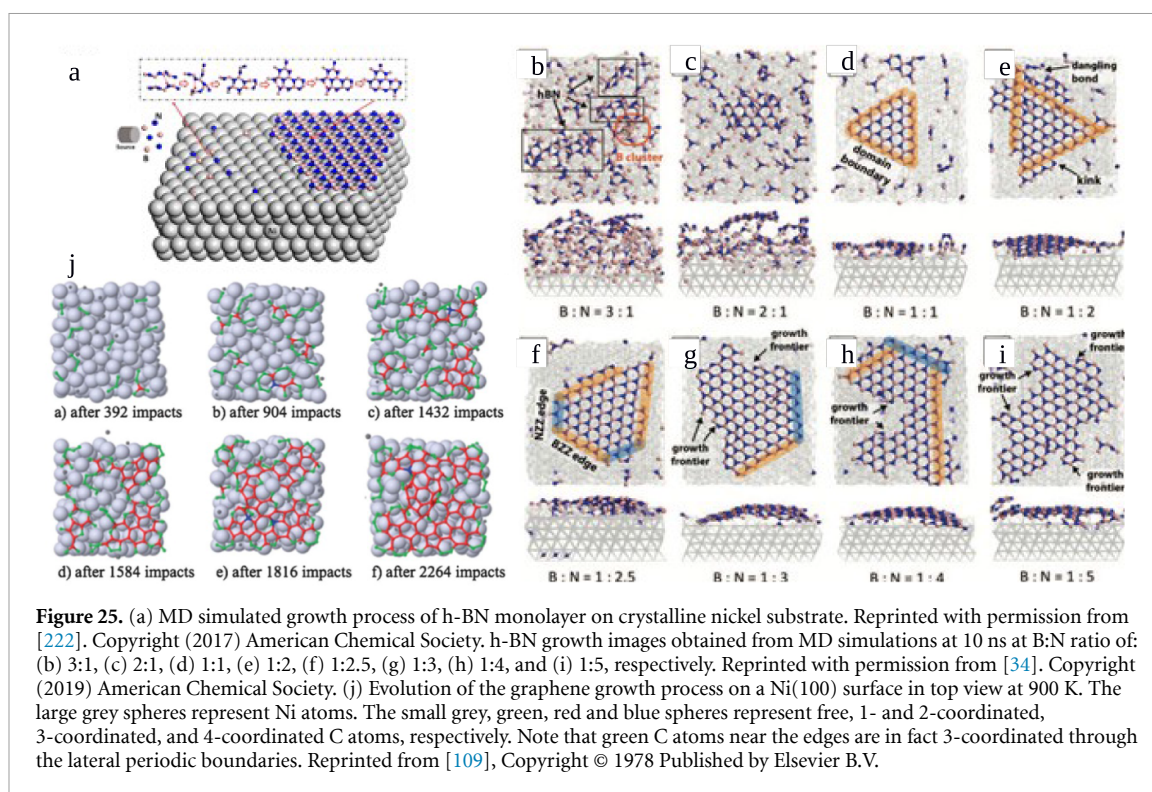 a
N
Source
B
Ni
b
hBN
B cluster
c
d
domain
boundary
e
dangling
bond
kink
B : N = 3 : 1
B : N = 2 : 1
B : N = 1 : 1
B : N = 1 : 2
f
NZZ edge
BZZ edge
g
growth
frontier
growth
frontier
h
growth
frontier
i
growth
frontier
growth
frontier
growth
frontier
B : N = 1 : 2.5
B : N = 1 : 3
B : N = 1 : 4
B : N = 1 : 5
j
a) after 392 impacts
b) after 904 impacts
c) after 1432 impacts
d) after 1584 impacts
e) after 1816 impacts
f) after 2264 impacts
Figure 25. (a) MD simulated growth process of h-BN monolayer on crystalline nickel substrate. Reprinted with permission from
[222]. Copyright (2017) American Chemical Society. h-BN growth images obtained from MD simulations at 10 ns at B:N ratio of:
(b) 3:1, (c) 2:1, (d) 1:1, (e) 1:2, (f) 1:2.5, (g) 1:3, (h) 1:4, and (i) 1:5, respectively. Reprinted with permission from [34]. Copyright
(2019) American Chemical Society. (j) Evolution of the graphene growth process on a Ni(100) surface in top view at 900 K. The
large grey spheres represent Ni atoms. The small grey, green, red and blue spheres represent free, 1- and 2-coordinated,
3-coordinated, and 4-coordinated C atoms, respectively. Note that green C atoms near the edges are in fact 3-coordinated through
the lateral periodic boundaries. Reprinted from [109], Copyright © 1978 Published by Elsevier B.V.